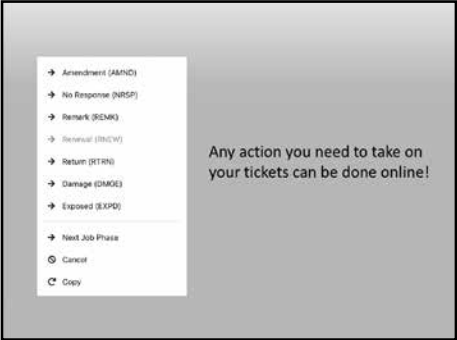 Amendment (AMND)
No Response (NRSP)
Remark (REMK)
Renewal (RNEW)
Return (RTRN)
Damage (DMGE)
Exposed (EXPD)
Next Job Phase
Cancel
Copy
Any action you need to take on
your tickets can be done online!